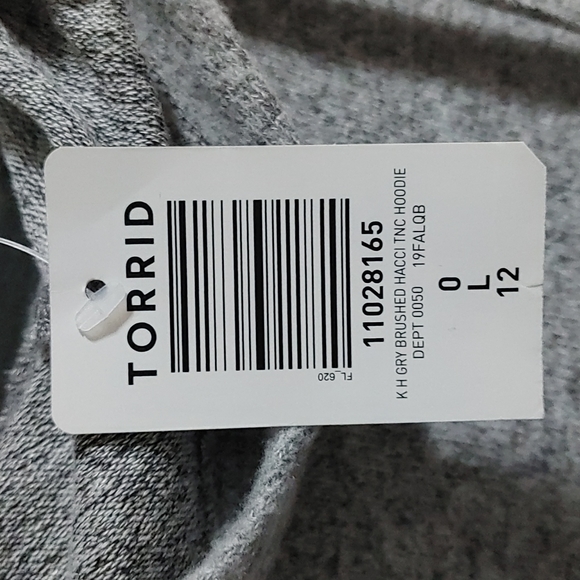 TORRID
FL_620
11028165
K H GRY BRUSHED HACCI TNC HOODIE
DEPT 0050 19FALQB
0
L
12